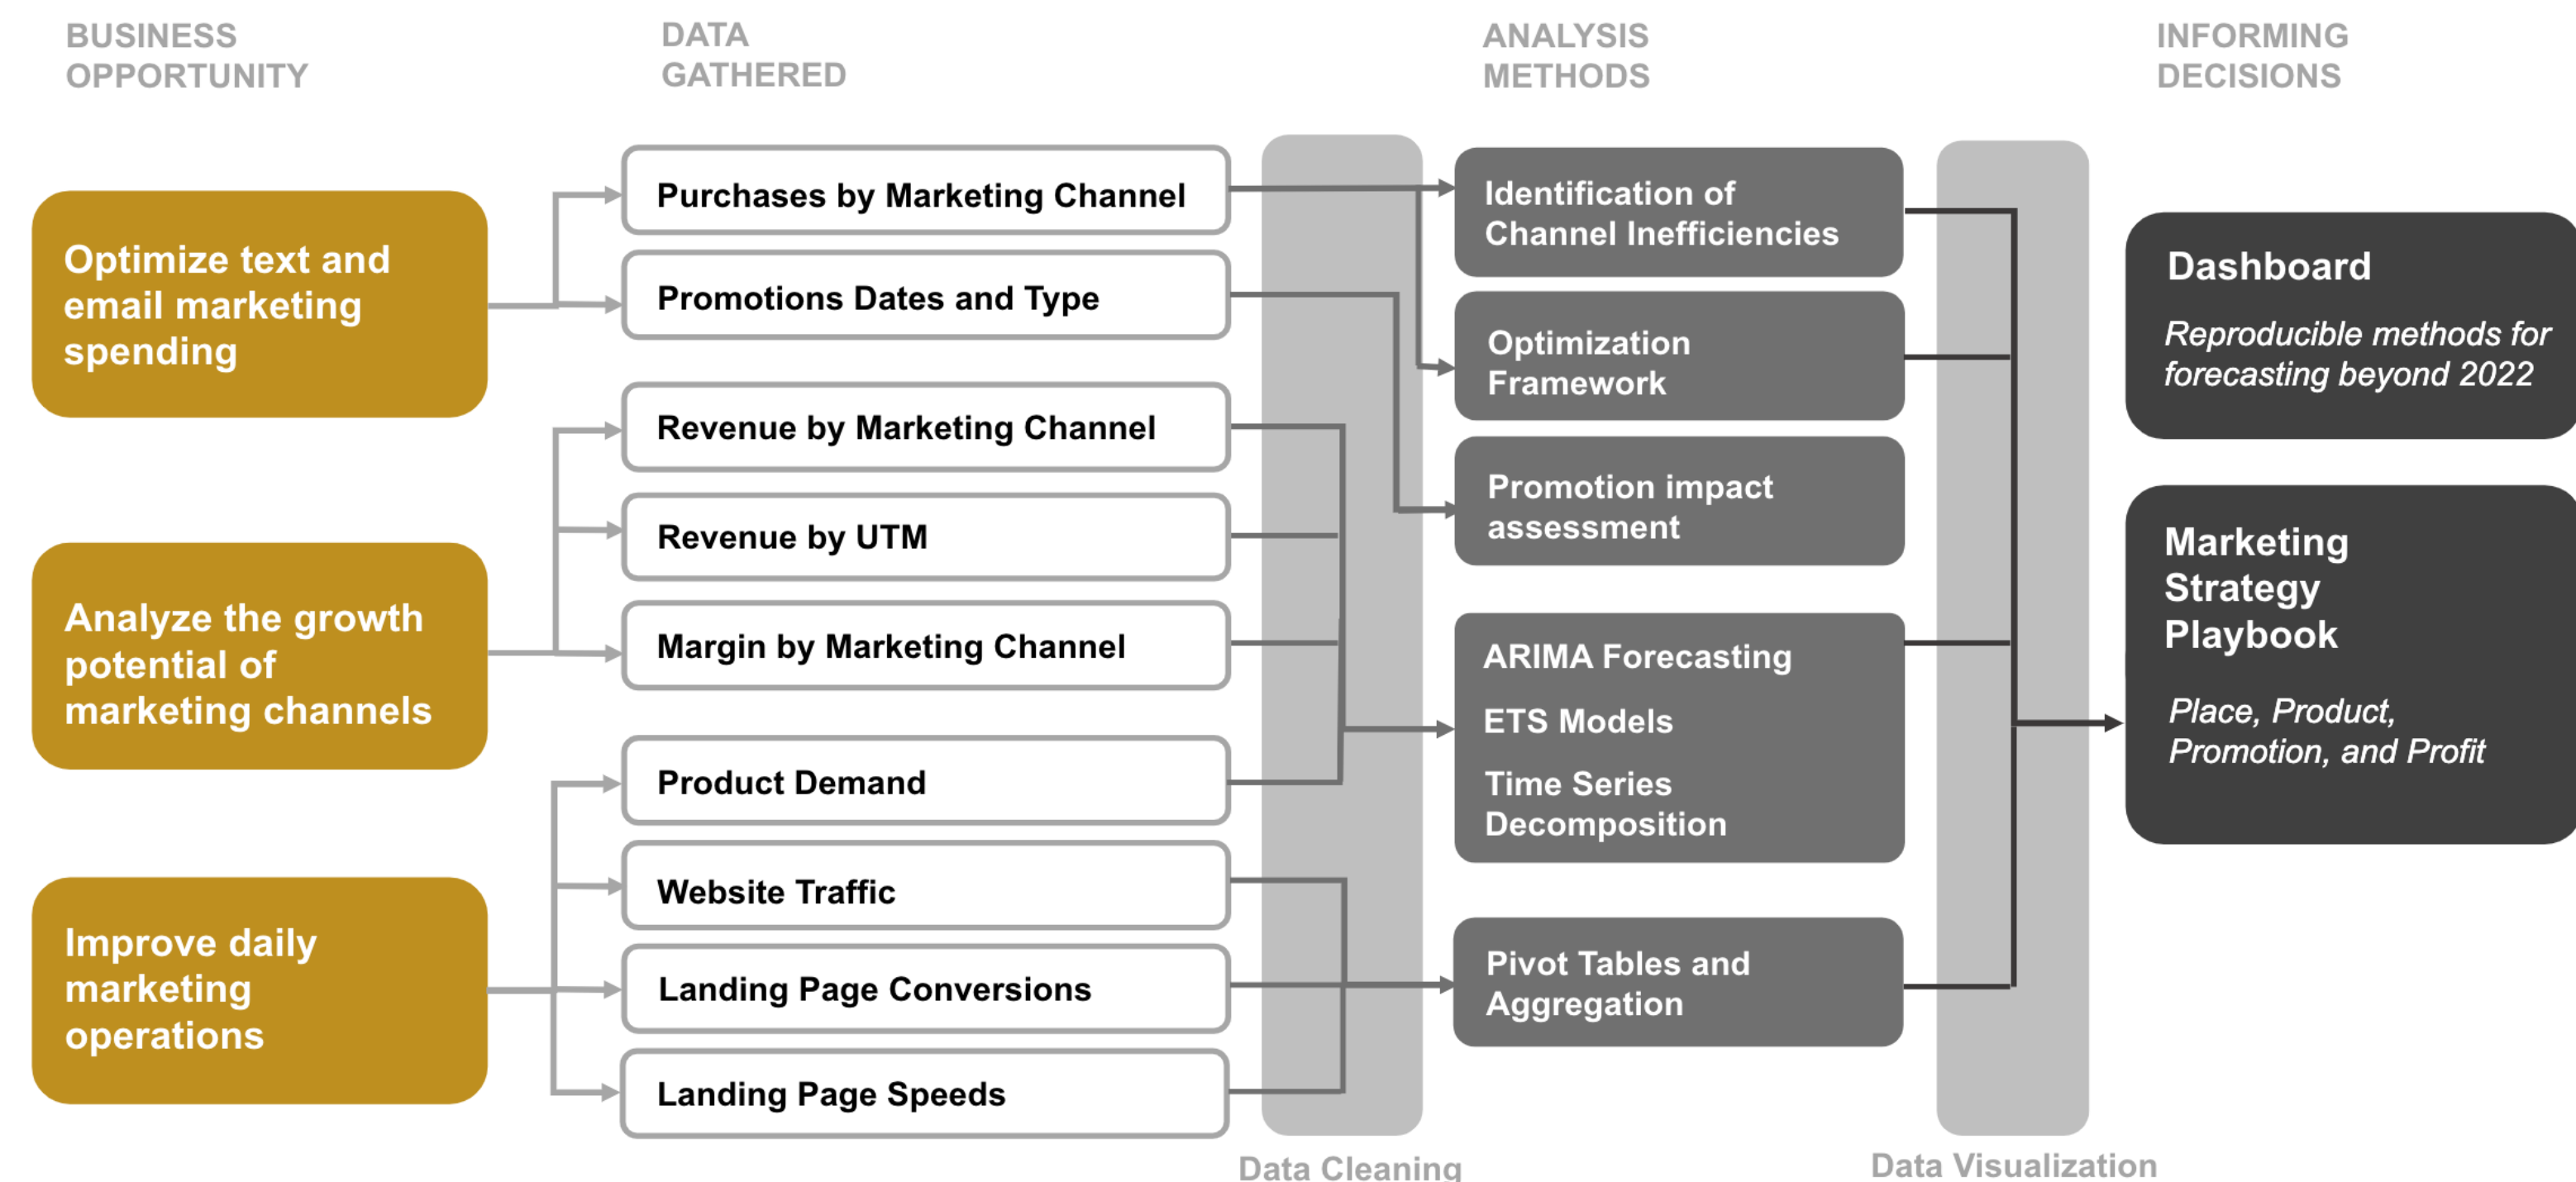 BUSINESS
OPPORTUNITY
DATA
GATHERED
ANALYSIS
METHODS
INFORMING
DECISIONS
Optimize text and
email marketing
spending
Analyze the growth
potential of
marketing channels
Improve daily
marketing
operations
Purchases by Marketing Channel
Promotions Dates and Type
Revenue by Marketing Channel
Revenue by UTM
Margin by Marketing Channel
Product Demand
Website Traffic
Landing Page Conversions
Landing Page Speeds
Data Cleaning
Identification of
Channel Inefficiencies
Optimization
Framework
Promotion impact
assessment
ARIMA Forecasting
ETS Models
Time Series
Decomposition
Pivot Tables and
Aggregation
Data Visualization
Dashboard
Reproducible methods for
forecasting beyond 2022
Marketing
Strategy
Playbook
Place, Product,
Promotion, and Profit